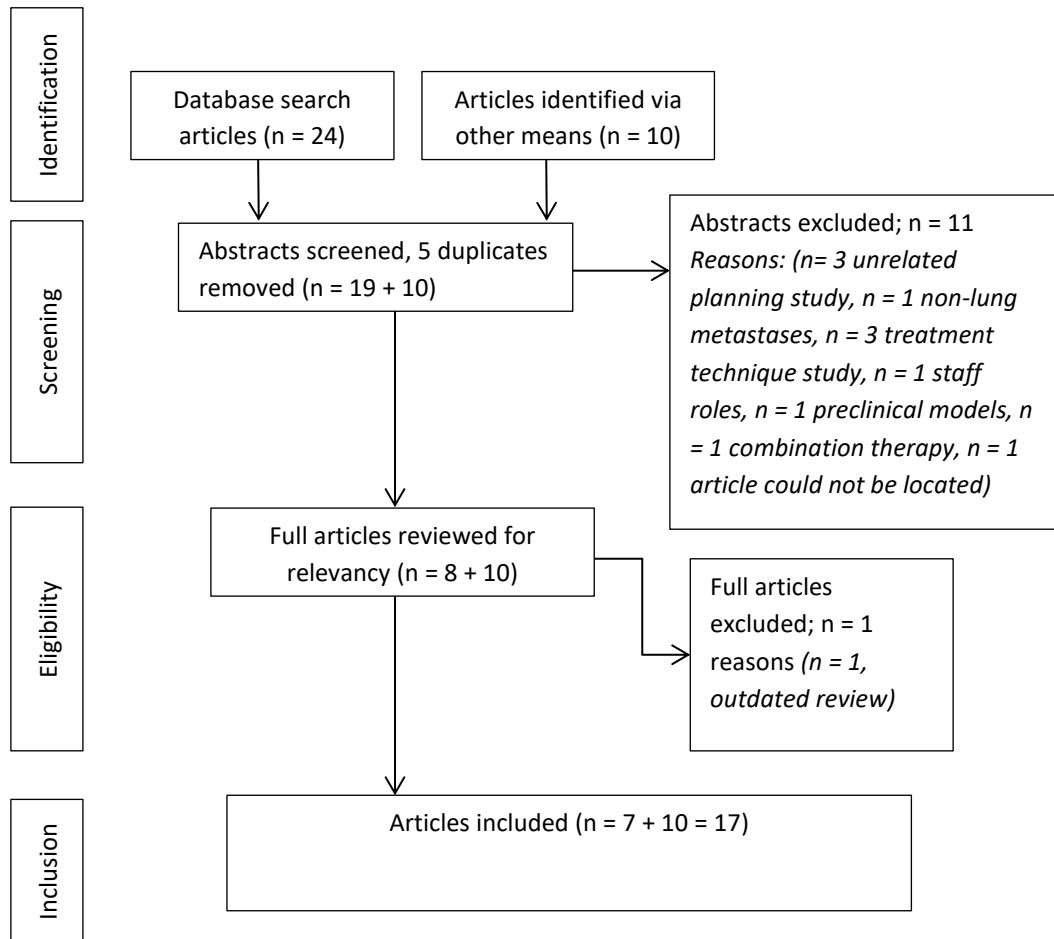 Identification
Database search
articles (n = 24)
Articles identified via
other means (n = 10)
Screening
Abstracts screened, 5 duplicates
removed (n = 19 + 10)
Abstracts excluded; n = 11
Reasons: (n= 3 unrelated
planning study, n = 1 non-lung
metastases, n = 3 treatment
technique study, n = 1 staff
roles, n = 1 preclinical models, n
= 1 combination therapy, n = 1
article could not be located)
Eligibility
Full articles reviewed for
relevancy (n = 8 + 10)
Full articles
excluded; n = 1
reasons (n = 1,
outdated review)
Inclusion
Articles included (n = 7 + 10 = 17)